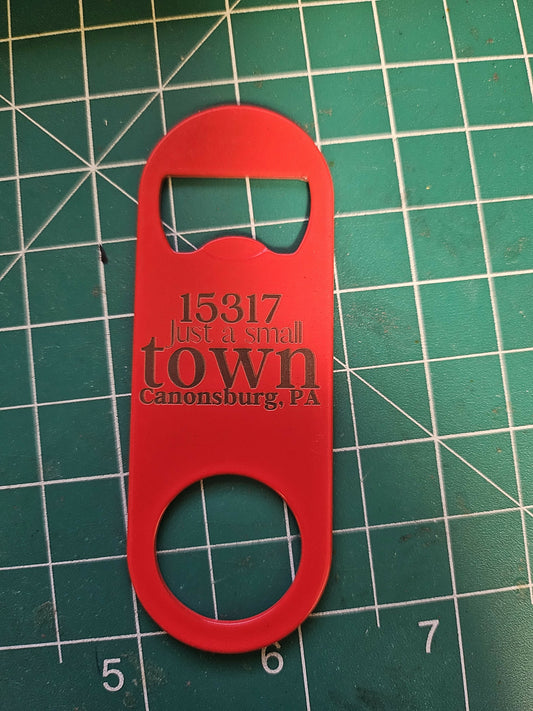 15317
Just a small
town
Canonsburg, PA
5 6 7